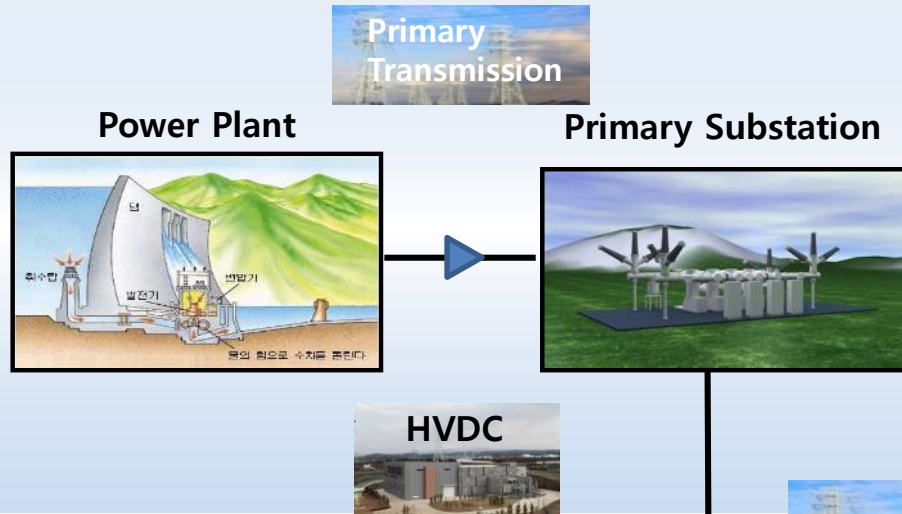 Primary
Transmission
Power Plant
Primary Substation
댐
취수탑
변압기
발전기
물의 힘으로 수차를 돌린다
HVDC